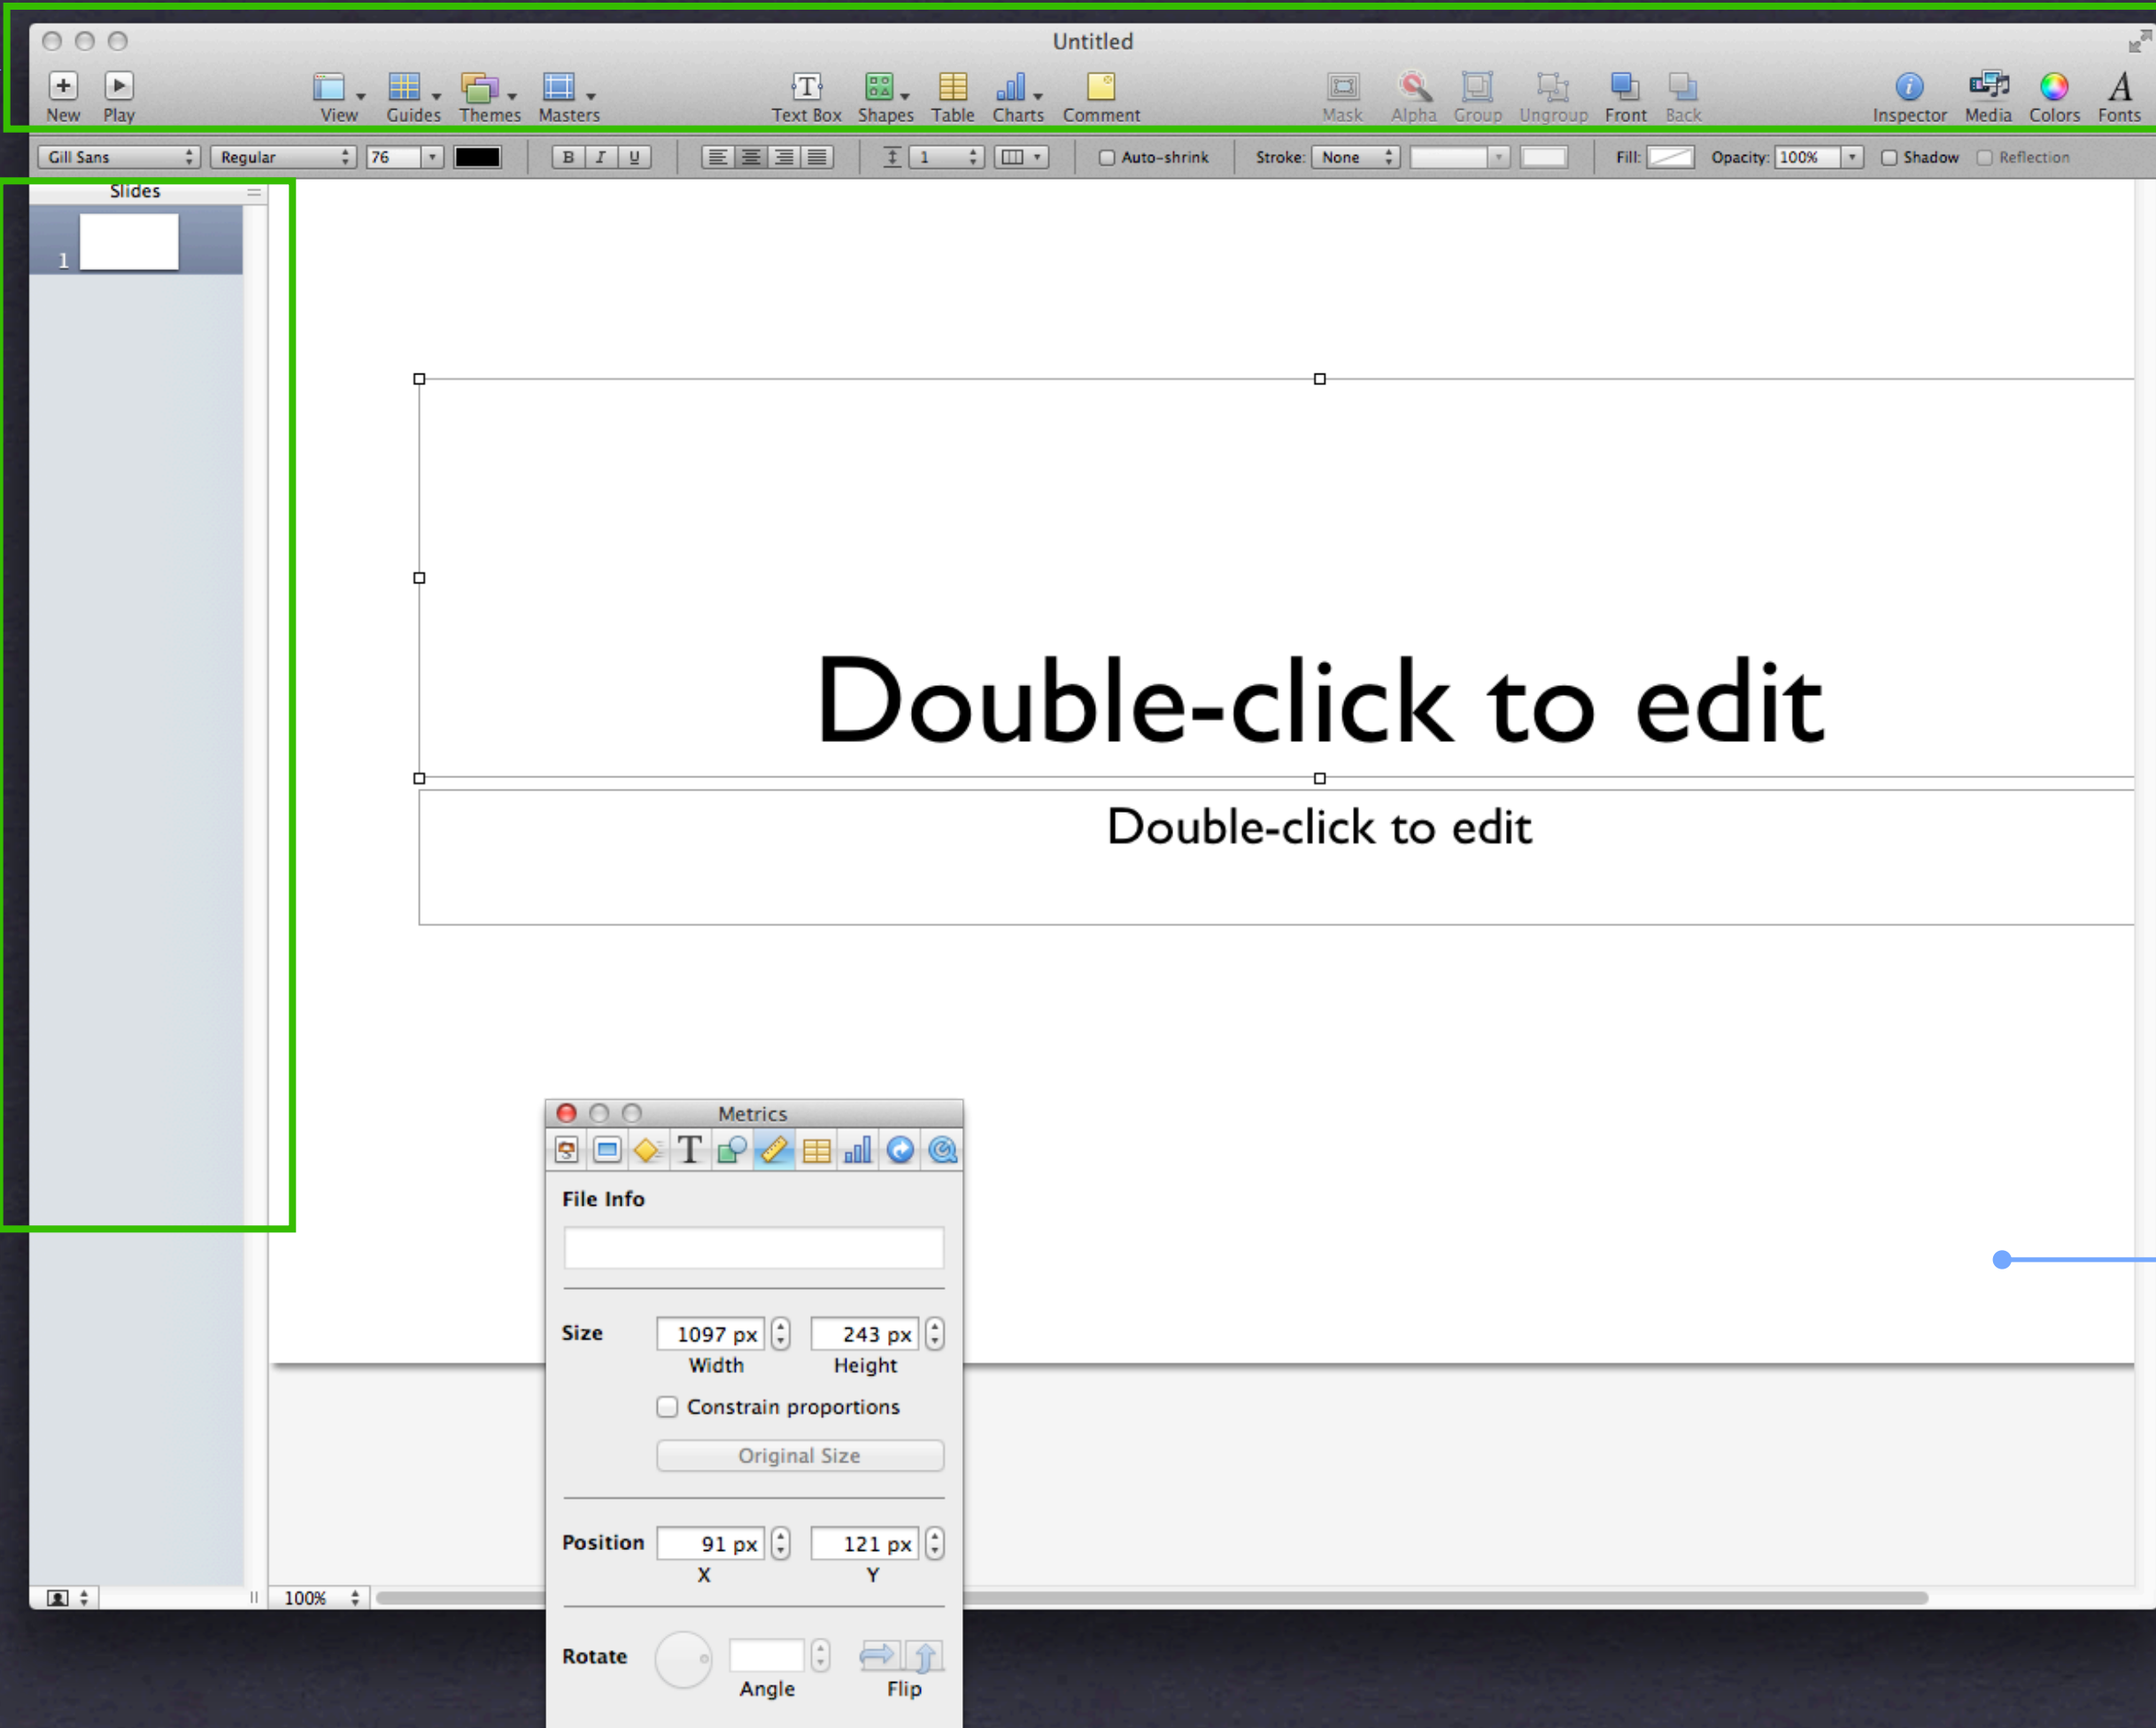 Untitled
New Play View Guides Themes Masters Text Box Shapes Table Charts Comment Mask Alpha Group Ungroup Front Back Inspector Media Colors Fonts
Gill Sans Regular 76 B I U 1 Auto-shrink Stroke: None Fill: Opacity: 100% Shadow Reflection
Slides
1
Double-click to edit
Double-click to edit
Metrics
File Info
Size 1097 px 243 px
Width Height
Constrain proportions
Original Size
Position 91 px 121 px
X Y
100%
Rotate
Angle Flip